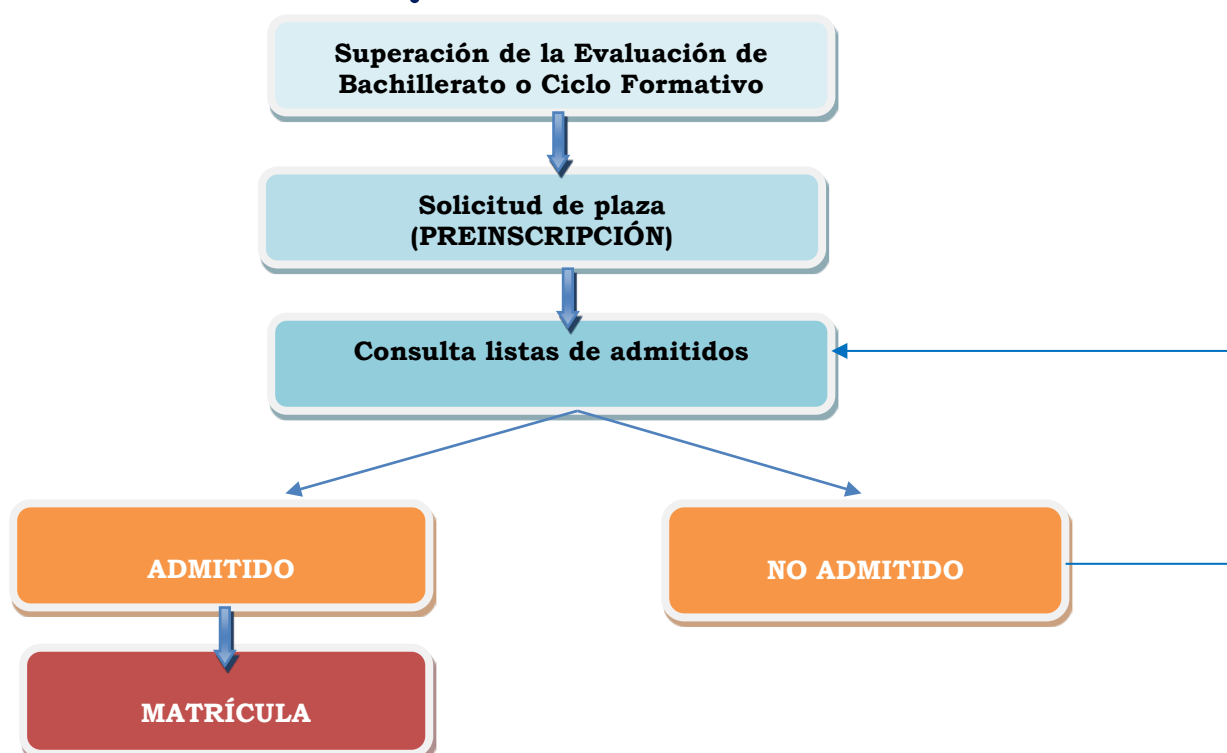 Superación de la Evaluación de
Bachillerato o Ciclo Formativo
Solicitud de plaza
(PREINSCRIPCIÓN)
Consulta listas de admitidos
ADMITIDO
NO ADMITIDO
MATRÍCULA